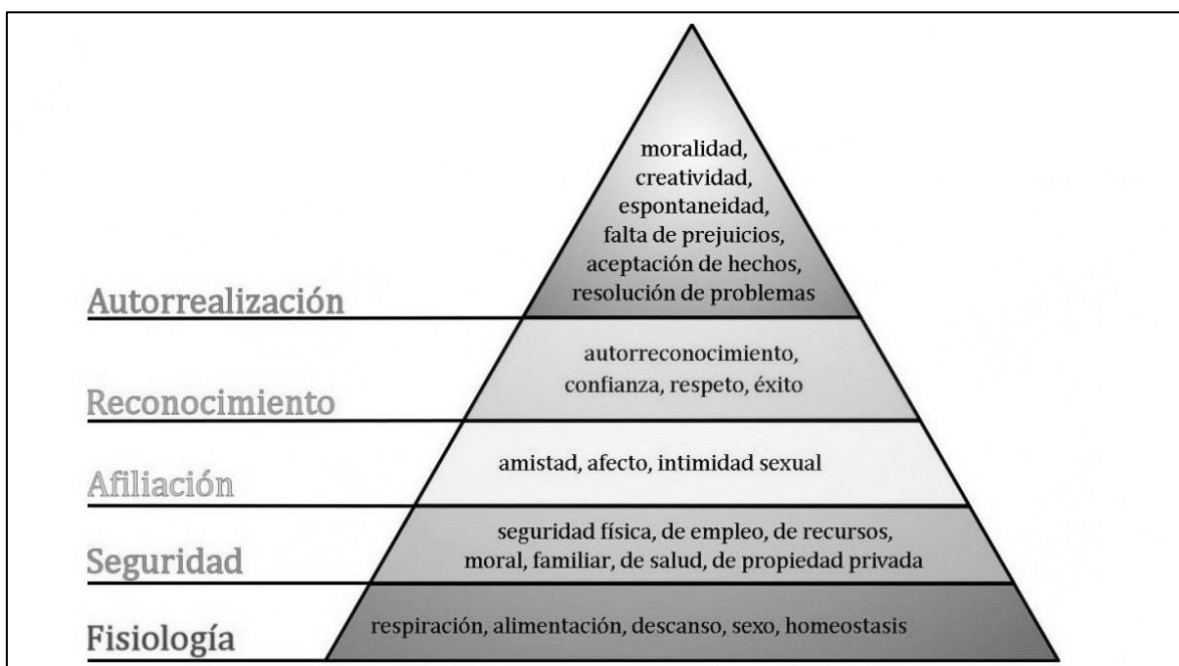 moralidad,
creatividad,
espontaneidad,
falta de prejuicios,
aceptación de hechos,
resolución de problemas
Autorrealización
autorreconocimiento,
confianza, respeto, éxito
Reconocimiento
amistad, afecto, intimidad sexual
Afiliación
seguridad física, de empleo, de recursos,
moral, familiar, de salud, de propiedad privada
Seguridad
respiración, alimentación, descanso, sexo, homeostasis
Fisiología